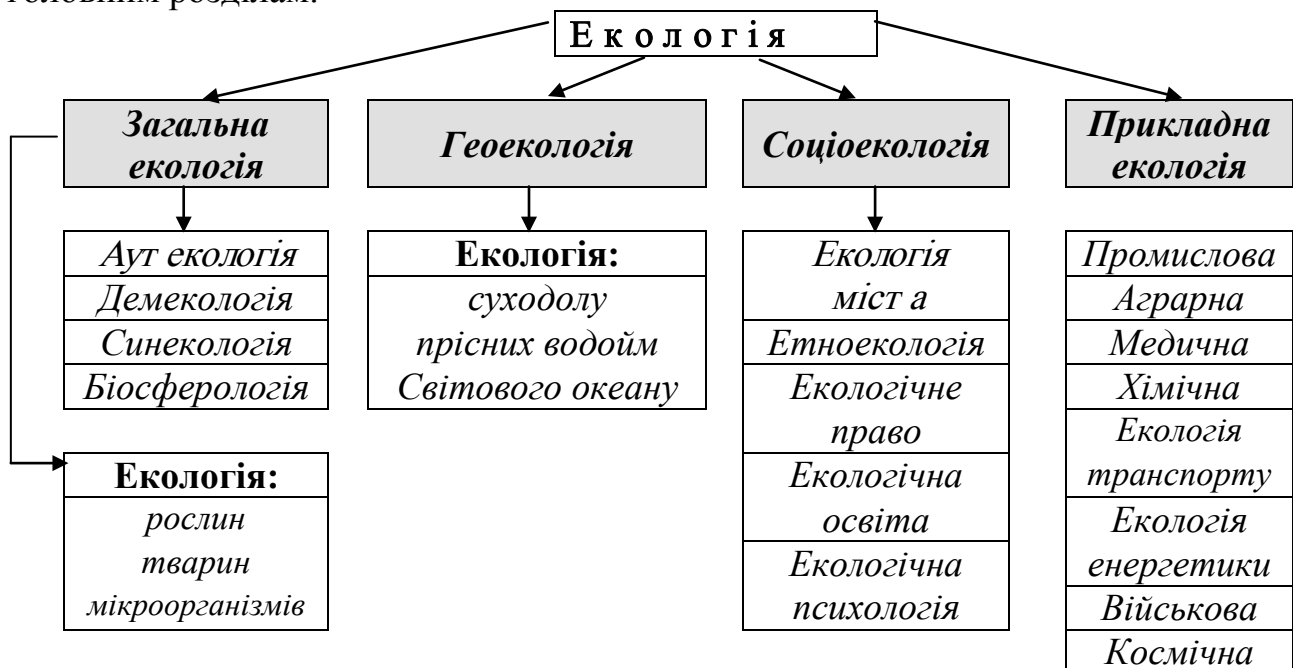 головним розділам.
Екологія
Загальна
екологія
Геоекологія
Соціоекологія
Прикладна
екологія
Аут екологія
Демекологія
Синекологія
Біосферологія
Екологія:
рослин
тварин
мікроорганізмів
Екологія:
суходолу
прісних водойм
Світового океану
Екологія
міст а
Етноекологія
Екологічне
право
Екологічна
освіта
Екологічна
психологія
Промислова
Аграрна
Медична
Хімічна
Екологія
транспорту
Екологія
енергетики
Військова
Космічна